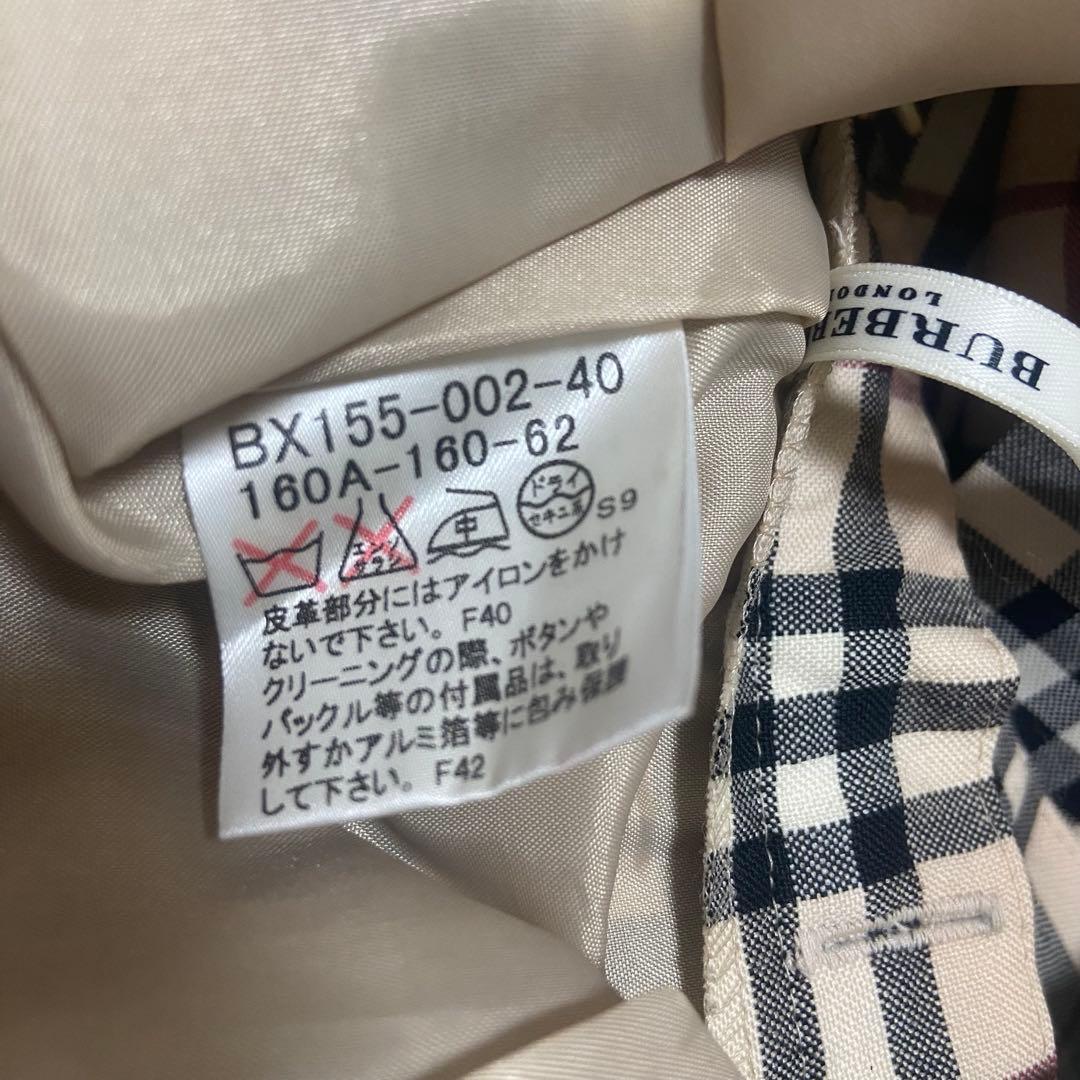 BX155-002-40
160A-160-62
中
ドライ
セキユ系
エンソ
サラシ
S9
皮革部分にはアイロンをかけ
ないで下さい。F40
クリーニングの際、ボタンや
バックル等の付属品は、取り
外すかアルミ箔等に包み保護
して下さい。F42
BURBER
LONDON